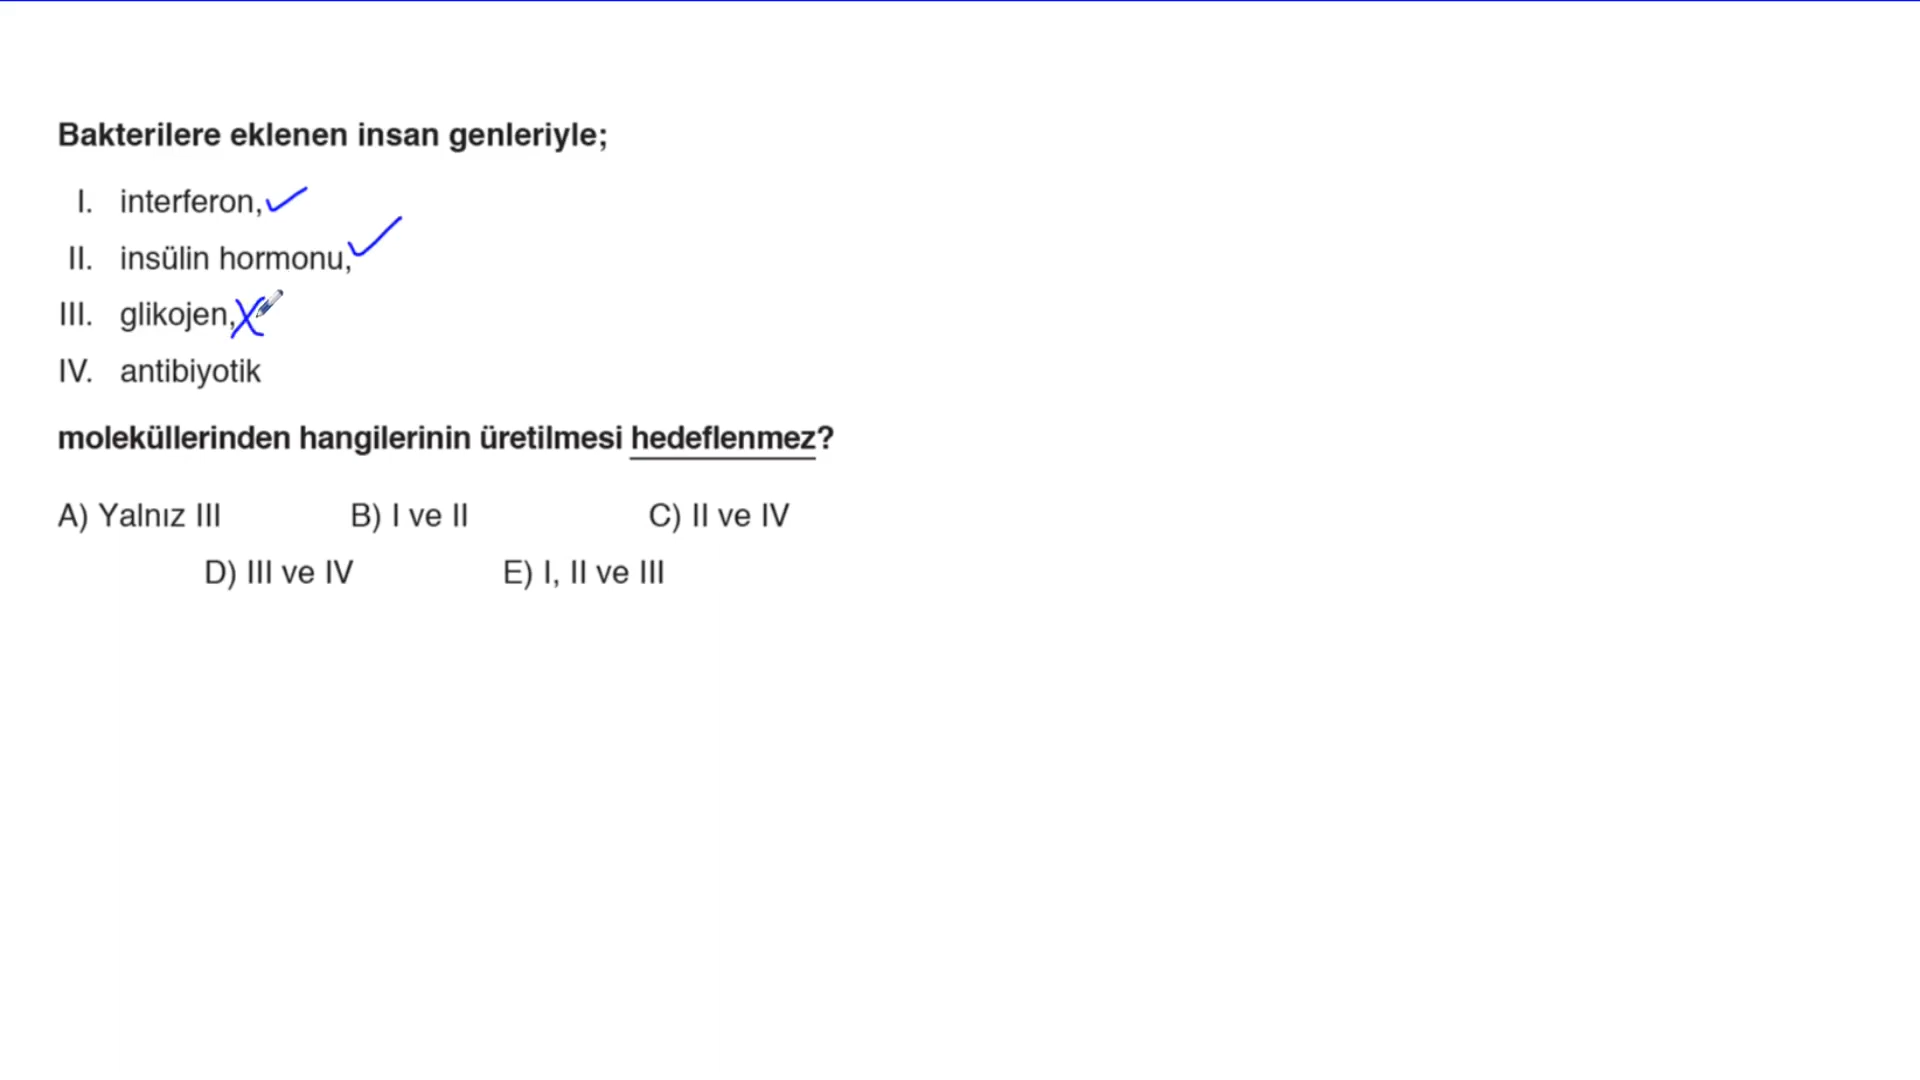 Bakterilere eklenen insan genleriyle;
I. interferon,
II. insülin hormonu,
III. glikojen,
IV. antibiyotik
moleküllerinden hangilerinin üretilmesi hedeflenmez?
A) Yalnız III B) I ve II C) II ve IV
D) III ve IV E) I, II ve III